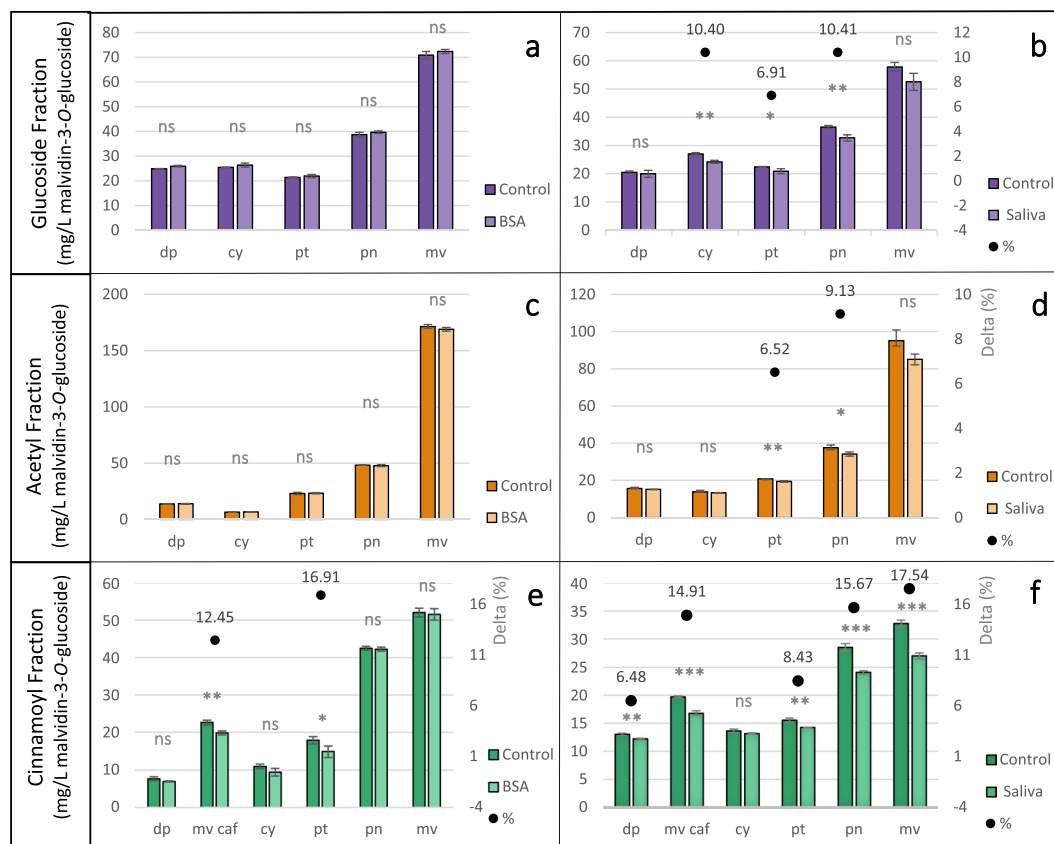 Glucoside Fraction
(mg/L malvidin-3-O-glucoside)
80
70
60
50
40
30
20
10
0
ns
ns
ns
ns
ns
a
dp cy pt pn mv
Control
BSA
70
60
50
40
30
20
10
0
10.40
6.91
10.41
ns
ns
**
*
**
b
12
10
8
6
4
2
0
-2
-4
dp cy pt pn mv
Control
Saliva
%
Acetyl Fraction
(mg/L malvidin-3-O-glucoside)
200
150
100
50
0
ns
ns
ns
ns
ns
c
dp cy pt pn mv
Control
BSA
120
100
80
60
40
20
0
ns
ns
6.52
**
9.13
*
ns
d
Delta (%)
10
8
6
4
2
0
dp cy pt pn mv
Control
Saliva
%
Cinnamoyl Fraction
(mg/L malvidin-3-O-glucoside)
60
50
40
30
20
10
0
ns
12.45
**
ns
16.91
*
ns
ns
e
Delta (%)
16
11
6
1
-4
dp mv caf cy pt pn mv
Control
BSA
%
40
35
30
25
20
15
10
5
0
6.48
**
14.91
***
ns
8.43
**
15.67
***
17.54
***
f
Delta (%)
16
11
6
1
-4
dp mv caf cy pt pn mv
Control
Saliva
%